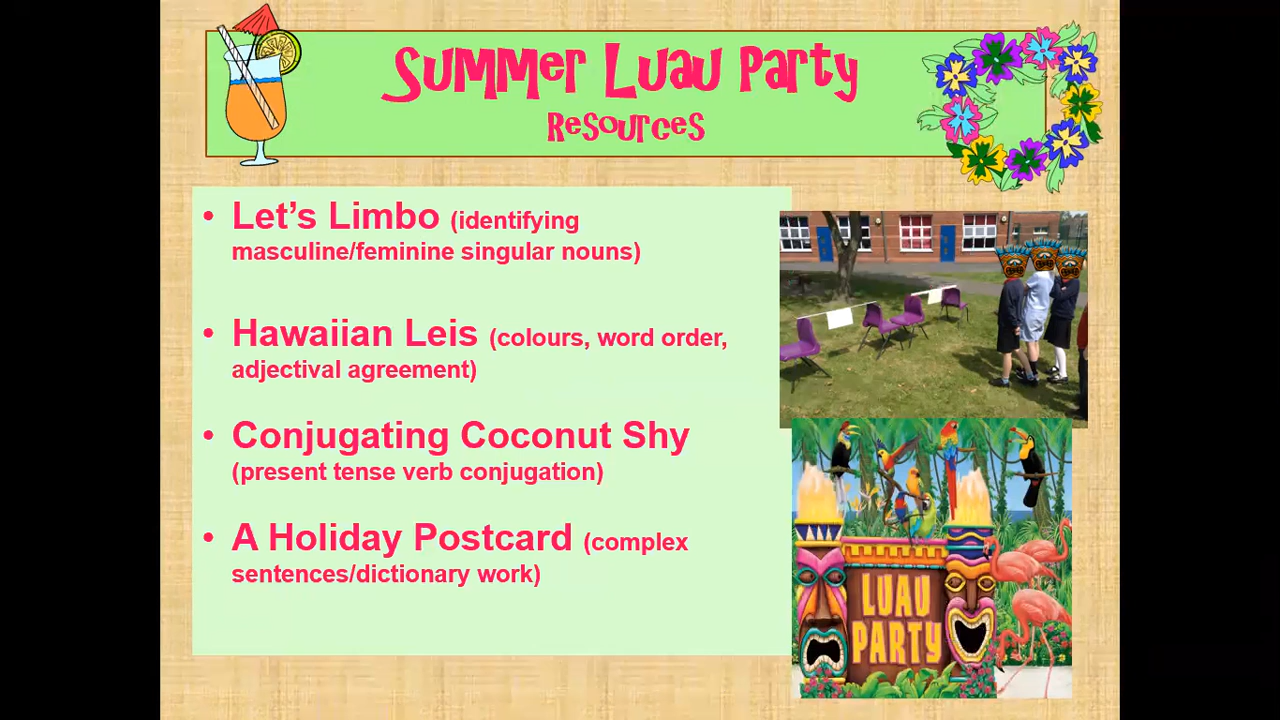 Summer Luau Party
Resources
• Let's Limbo (identifying
masculine/feminine singular nouns)
• Hawaiian Leis (colours, word order,
adjectival agreement)
• Conjugating Coconut Shy
(present tense verb conjugation)
• A Holiday Postcard (complex
sentences/dictionary work)
LUAU
PARTY